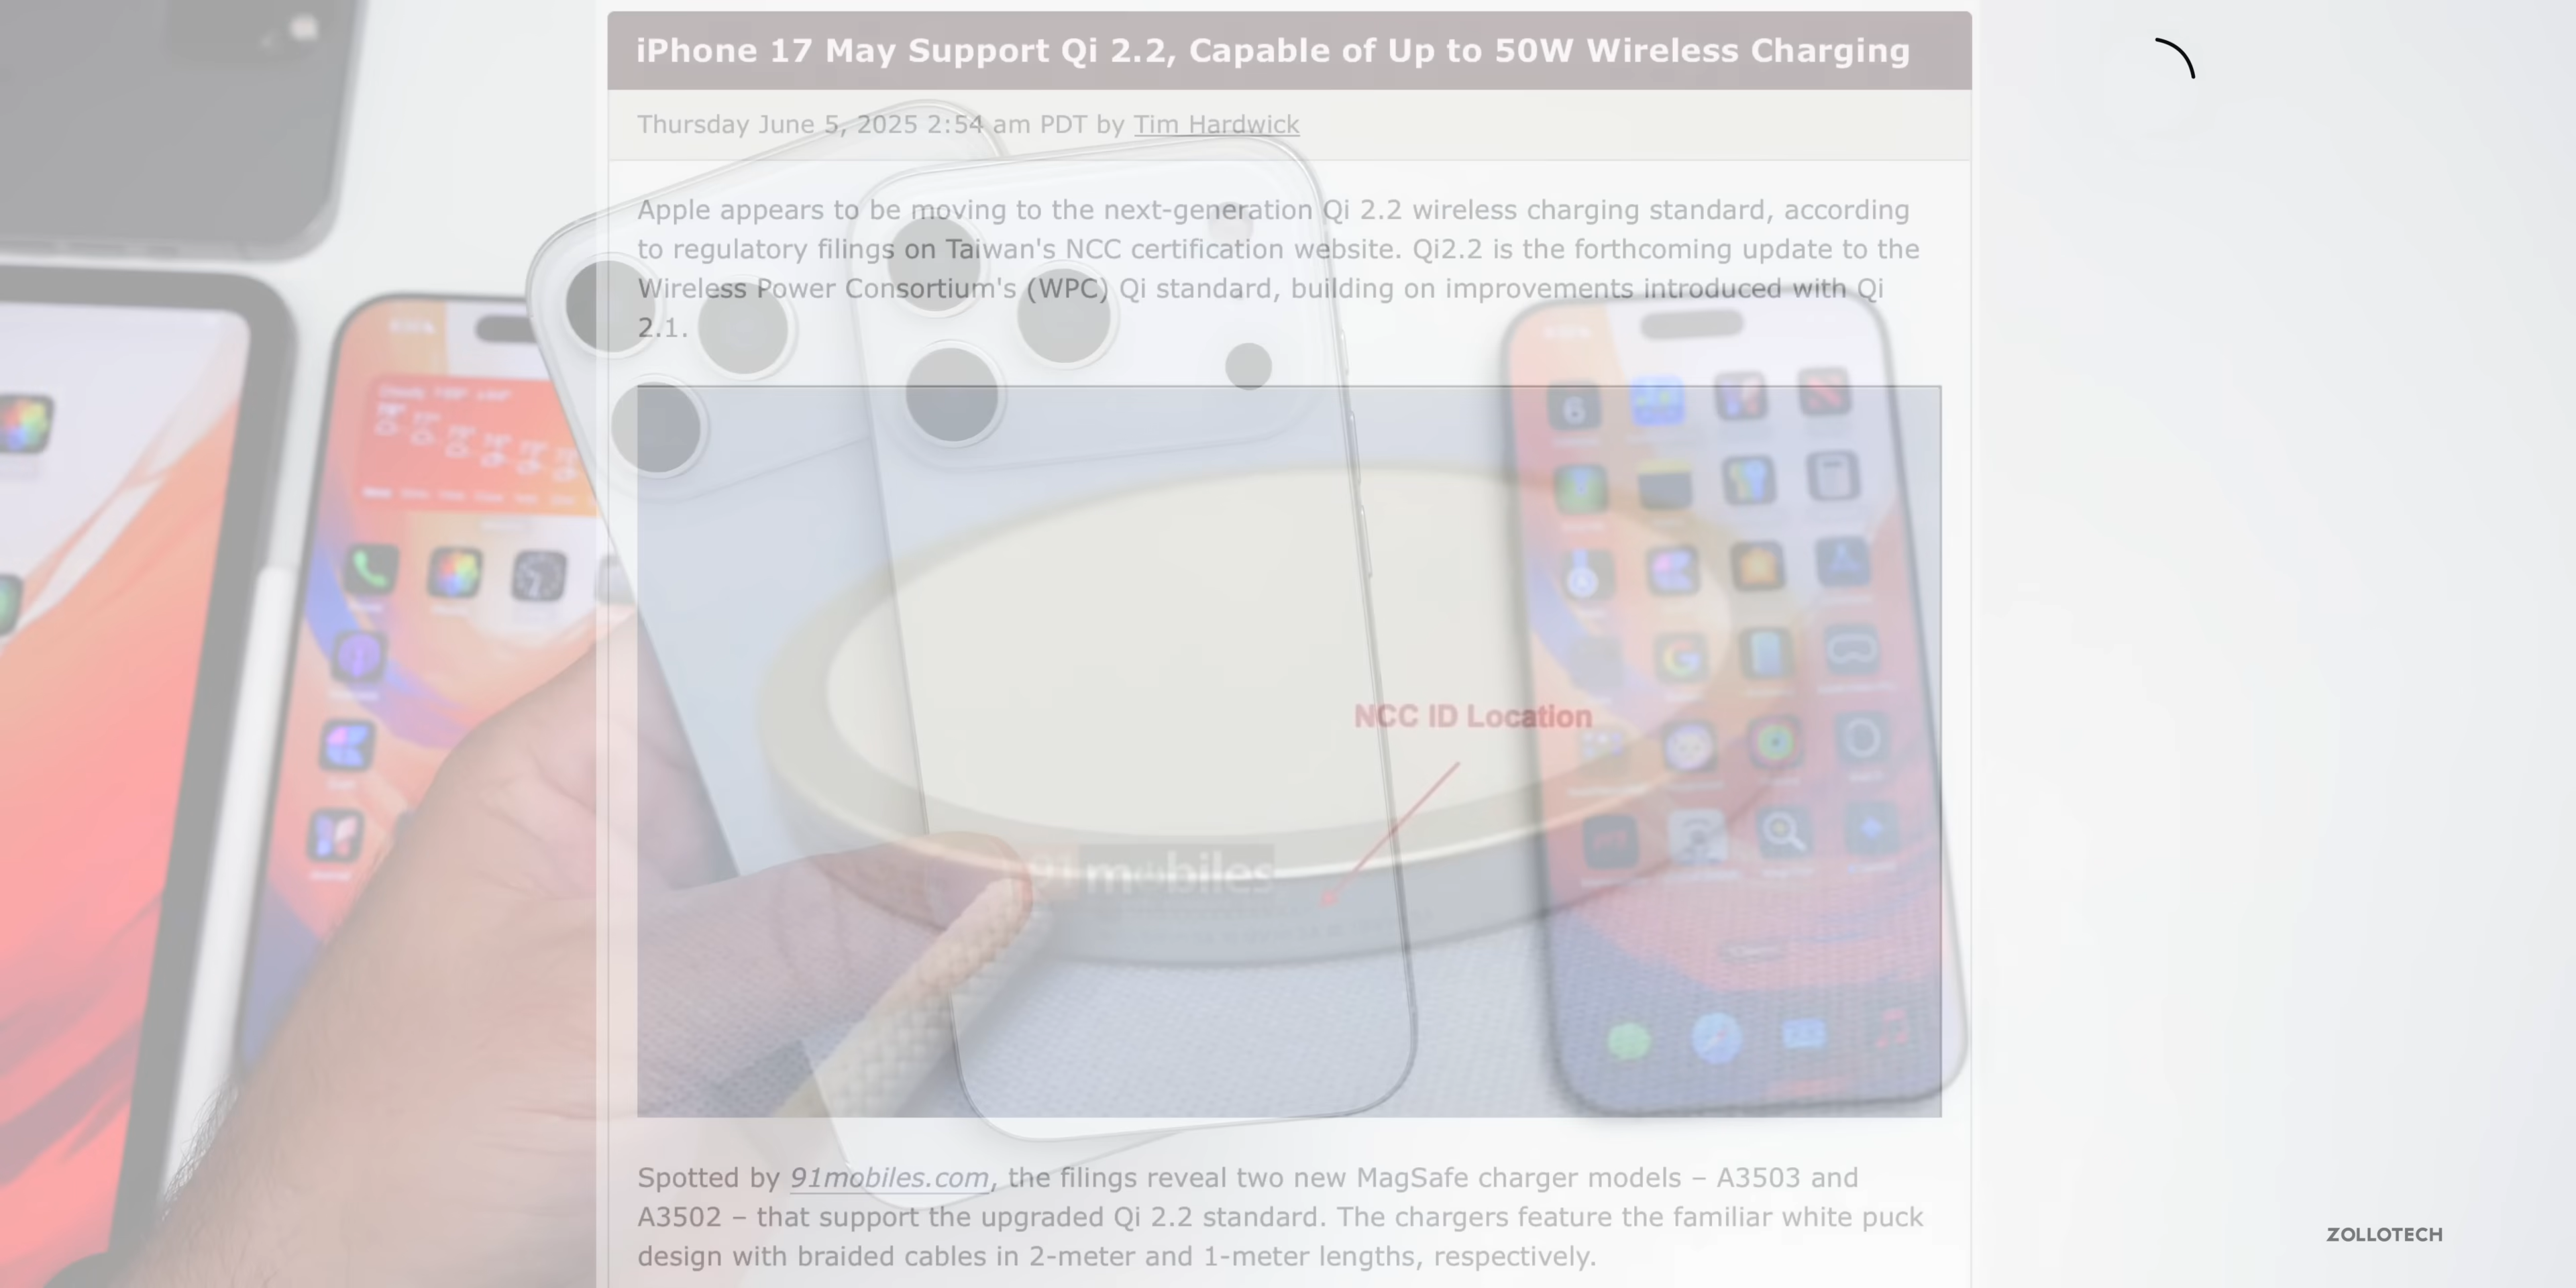 iPhone 17 May Support Qi 2.2, Capable of Up to 50W Wireless Charging
Thursday June 5, 2025 2:54 am PDT by Tim Hardwick
Apple appears to be moving to the next-generation Qi 2.2 wireless charging standard, according
to regulatory filings on Taiwan's NCC certification website. Qi2.2 is the forthcoming update to the
Wireless Power Consortium's (WPC) Qi standard, building on improvements introduced with Qi
2.1.
NCC ID Location
91mobiles
Spotted by 91mobiles.com, the filings reveal two new MagSafe charger models – A3503 and
A3502 – that support the upgraded Qi 2.2 standard. The chargers feature the familiar white puck
design with braided cables in 2-meter and 1-meter lengths, respectively.
ZOLLOTECH